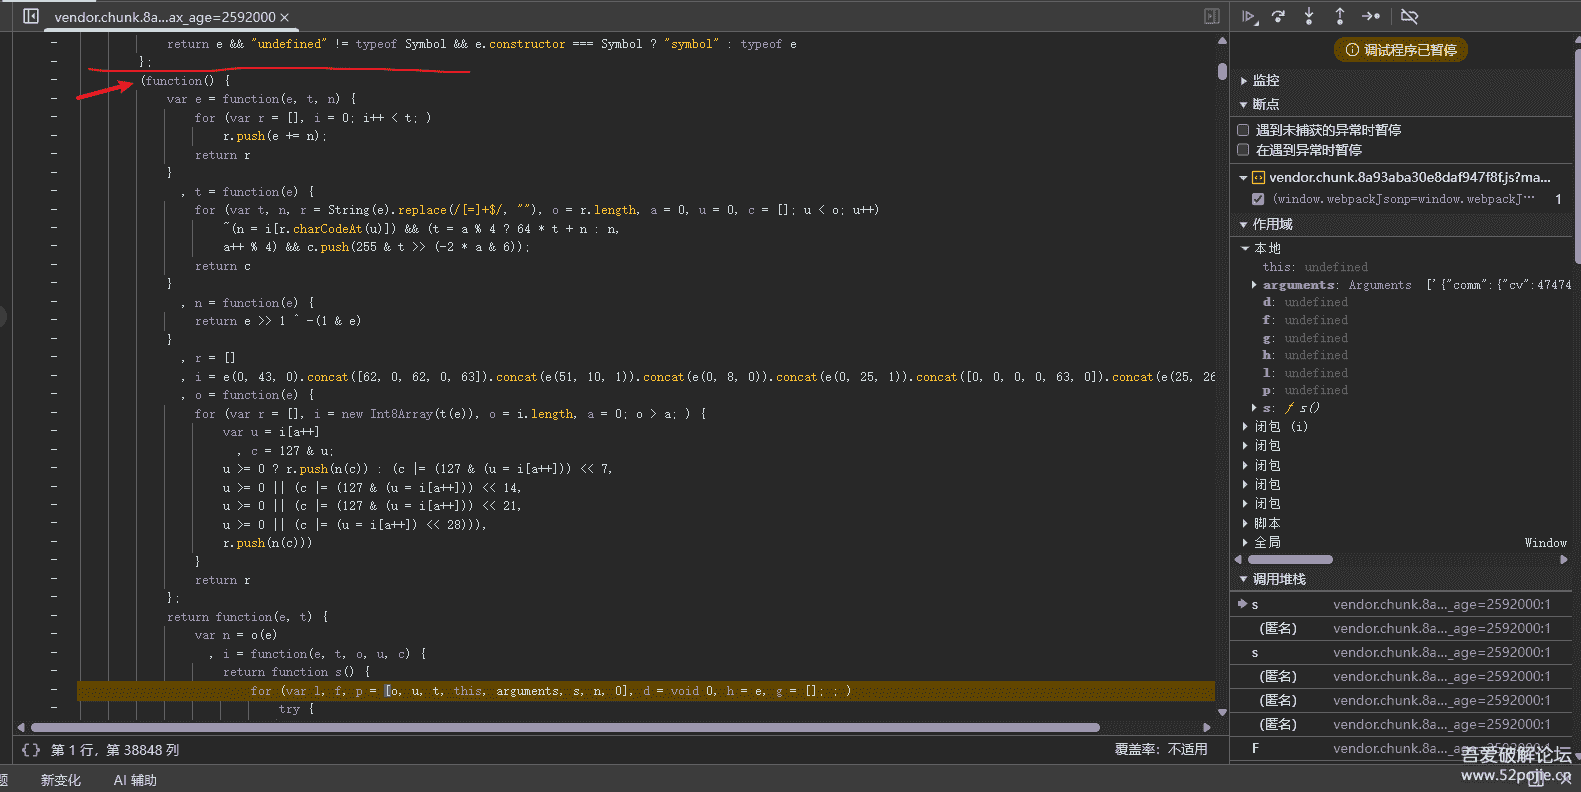 vendor.chunk.8a...ax_age=2592000 ×
return e && "undefined" != typeof Symbol && e.constructor === Symbol ? "symbol" : typeof e
};
(function() {
var e = function(e, t, n) {
for (var r = [], i = 0; i++ < t; )
r.push(e += n);
return r
}
, t = function(e) {
for (var t, n, r = String(e).replace(/[=]+$/, ""), o = r.length, a = 0, u = 0, c = []; u < o; u++)
~(n = i[r.charCodeAt(u)]) && (t = a % 4 ? 64 * t + n : n,
a++ % 4) && c.push(255 & t >> (-2 * a & 6));
return c
}
, n = function(e) {
return e >> 1 ^ -(1 & e)
}
, r = []
, i = e(0, 43, 0).concat([62, 0, 62, 0, 63]).concat(e(51, 10, 1)).concat(e(0, 8, 0)).concat(e(0, 25, 1)).concat([0, 0, 0, 0, 63, 0]).concat(e(25, 26
, o = function(e) {
for (var r = [], i = new Int8Array(t(e)), o = i.length, a = 0; o > a; ) {
var u = i[a++]
, c = 127 & u;
u >= 0 ? r.push(n(c)) : (c |= (127 & (u = i[a++])) << 7,
u >= 0 || (c |= (127 & (u = i[a++])) << 14,
u >= 0 || (c |= (127 & (u = i[a++])) << 21,
u >= 0 || (c |= (u = i[a++]) << 28))),
r.push(n(c)))
}
return r
};
return function(e, t) {
var n = o(e)
, i = function(e, t, o, u, c) {
return function s() {
for (var l, f, p = [o, u, t, this, arguments, s, n, 0], d = void 0, h = e, g = []; ; )
try {
{} 第 1 行，第 38848 列
覆盖率：不适用
新变化
AI 辅助
调试程序已暂停
监控
断点
遇到未捕获的异常时暂停
在遇到异常时暂停
vendor.chunk.8a93aba30e8daf947f8f.js?ma...
(window.webpackJsonp=window.webpackJ… 1
作用域
本地
this: undefined
arguments: Arguments ['{"comm":{"cv":47474
d: undefined
f: undefined
g: undefined
h: undefined
l: undefined
p: undefined
s: ƒ s()
闭包 (i)
闭包
闭包
闭包
闭包
脚本
全局 Window
调用堆栈
s vendor.chunk.8a..._age=2592000:1
(匿名) vendor.chunk.8a..._age=2592000:1
s vendor.chunk.8a..._age=2592000:1
(匿名) vendor.chunk.8a..._age=2592000:1
(匿名) vendor.chunk.8a..._age=2592000:1
(匿名) vendor.chunk.8a..._age=2592000:1
F vendor.chunk.8a..._age=2592000:1
吾爱破解论坛
www.52pojie.cn